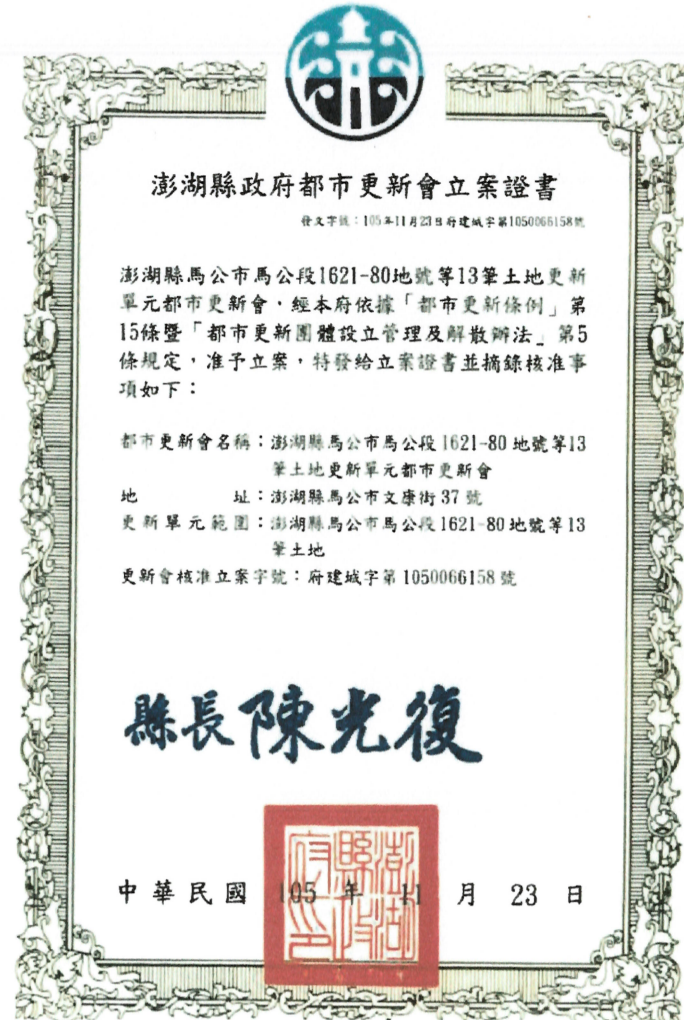 澎湖縣政府都市更新會立案證書
發文字號：105年11月23日府建城字第1050066158號
澎湖縣馬公市馬公段1621-80地號等13筆土地更新
單元都市更新會，經本府依據「都市更新條例」第
15條暨「都市更新團體設立管理及解散辦法」第5
條規定，准予立案，特發給立案證書並摘錄核准事
項如下：
都市更新會名稱：澎湖縣馬公市馬公段1621-80地號等13
筆土地更新單元都市更新會
地　　　　址：澎湖縣馬公市文康街37號
更新單元範圍：澎湖縣馬公市馬公段1621-80地號等13
筆土地
更新會核准立案字號：府建城字第1050066158號
縣長陳光復
澎湖縣政府印
中華民國 105 年 11 月 23 日